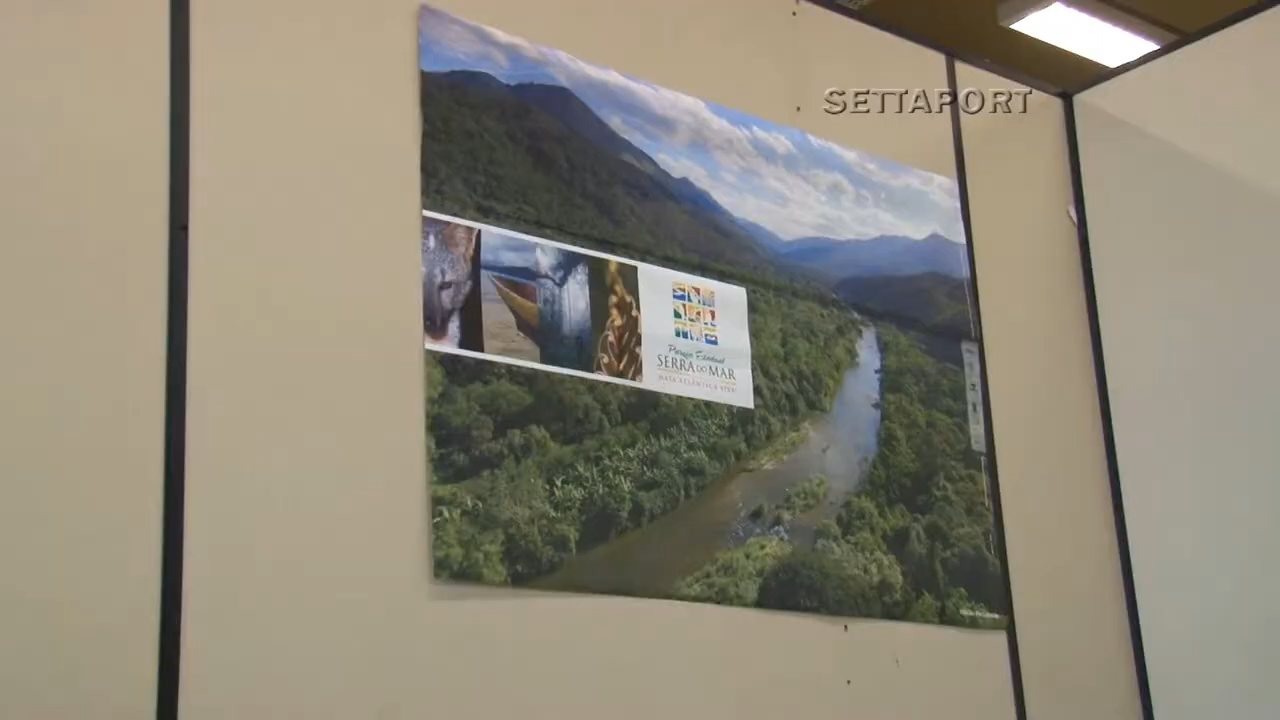 SETTAPORT
Parque Estadual
SERRA DO MAR
MATA ATLÂNTICA VIVA